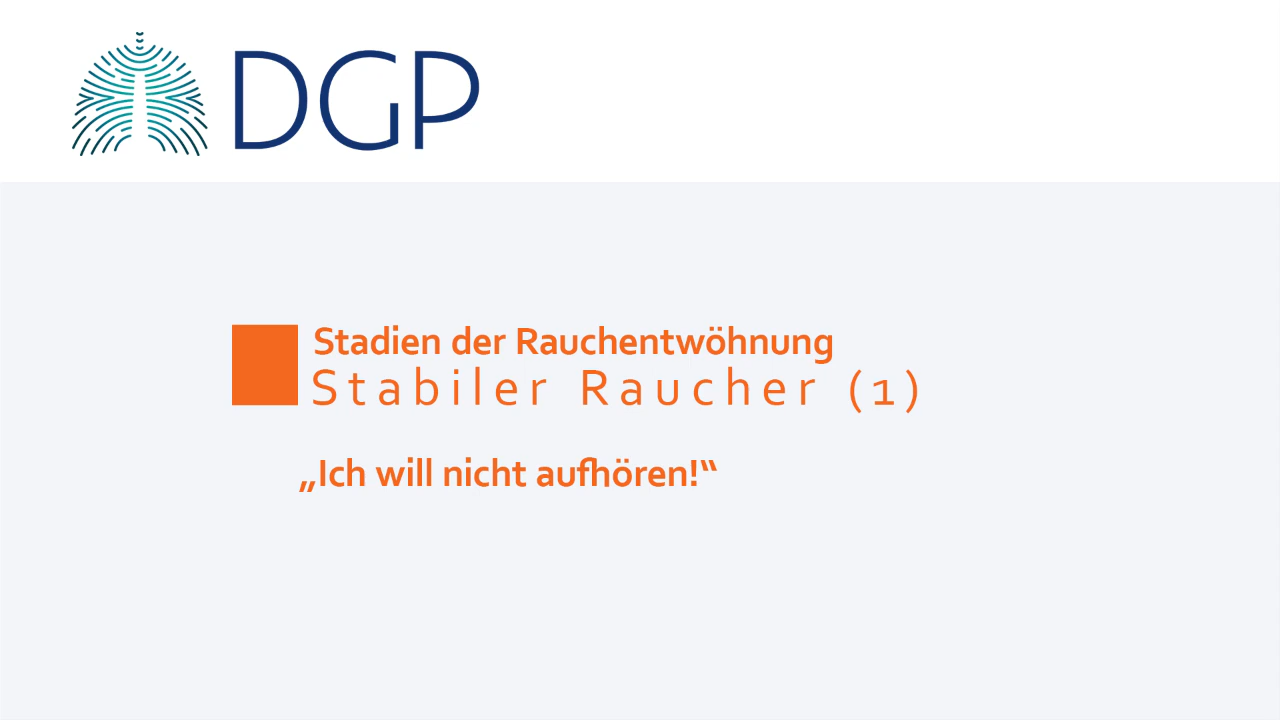 DGP
Stadien der Rauchentwöhnung
Stabiler Raucher (1)
„Ich will nicht aufhören!“